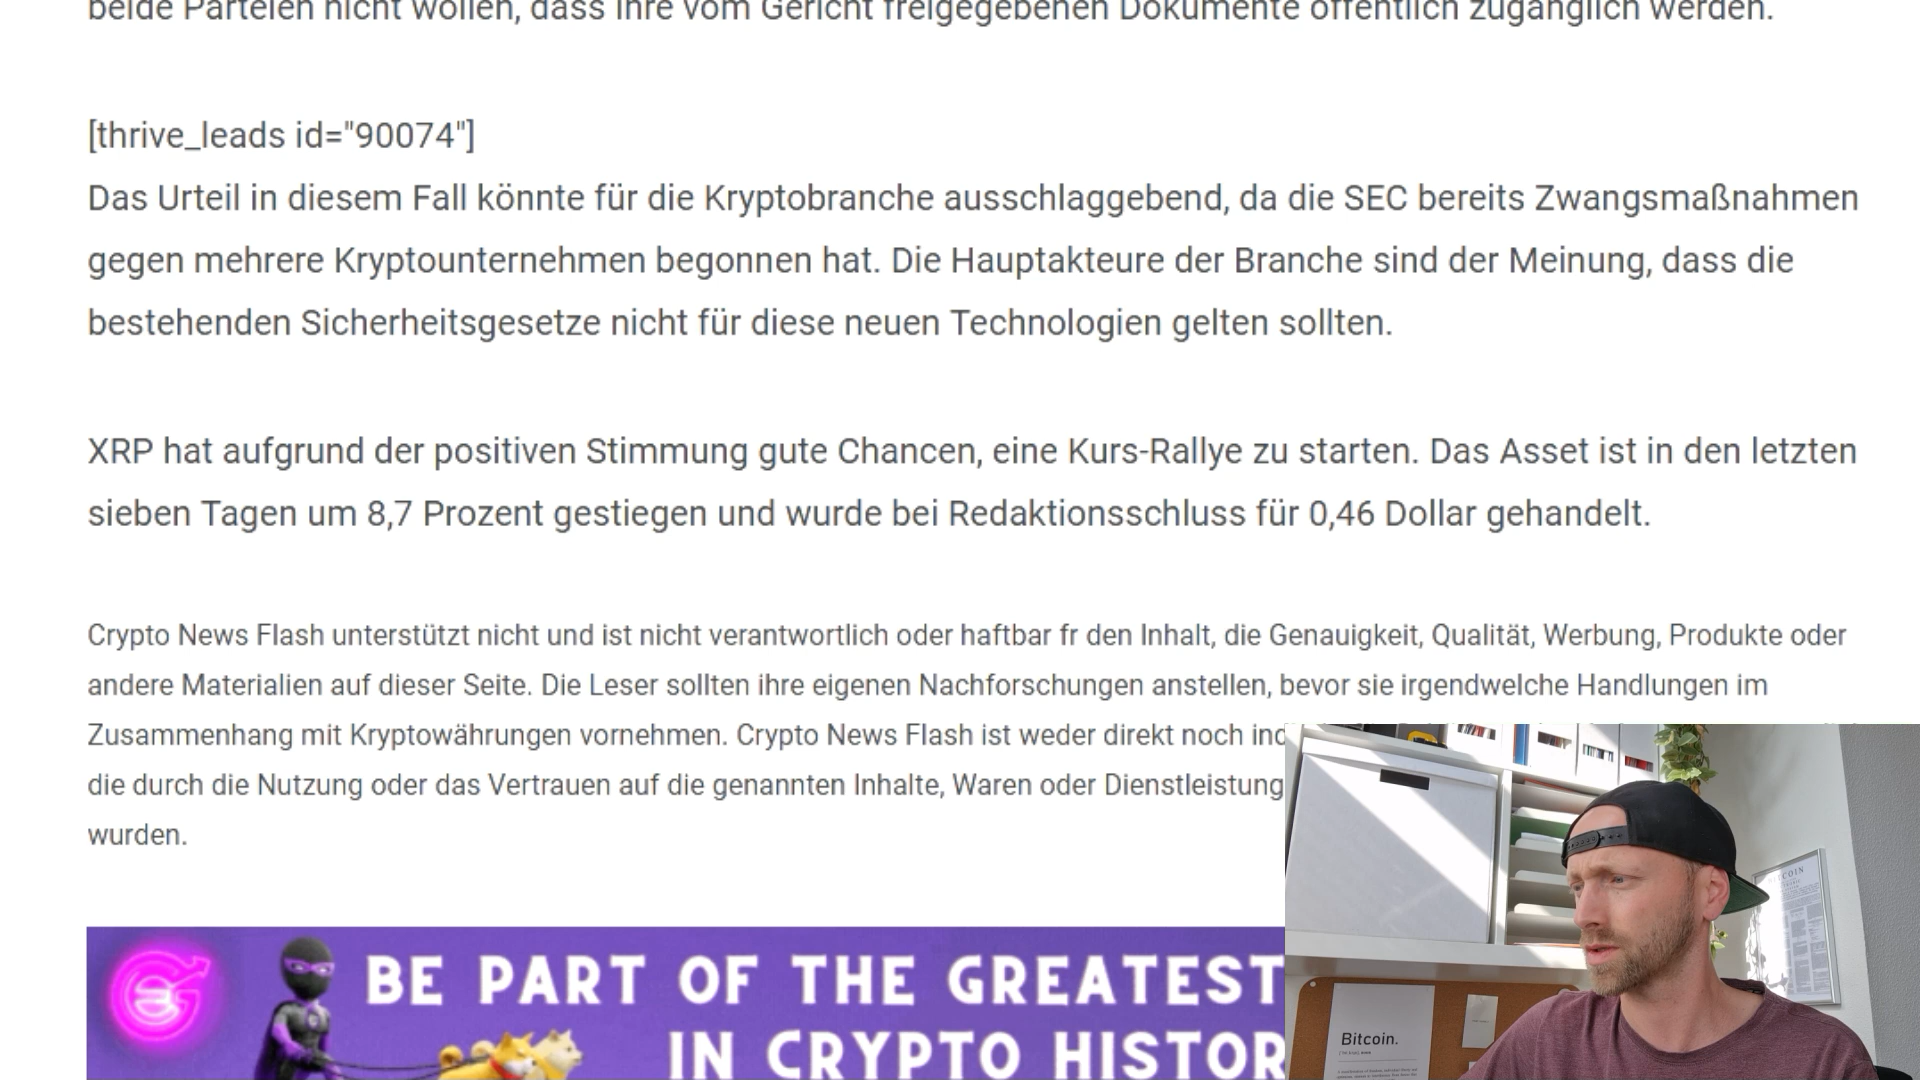 beide Parteien nicht wollen, dass ihre vom Gericht freigegebenen Dokumente öffentlich zugänglich werden.
[thrive_leads id="90074"]
Das Urteil in diesem Fall könnte für die Kryptobranche ausschlaggebend, da die SEC bereits Zwangsmaßnahmen
gegen mehrere Kryptounternehmen begonnen hat. Die Hauptakteure der Branche sind der Meinung, dass die
bestehenden Sicherheitsgesetze nicht für diese neuen Technologien gelten sollten.
XRP hat aufgrund der positiven Stimmung gute Chancen, eine Kurs-Rallye zu starten. Das Asset ist in den letzten
sieben Tagen um 8,7 Prozent gestiegen und wurde bei Redaktionsschluss für 0,46 Dollar gehandelt.
Crypto News Flash unterstützt nicht und ist nicht verantwortlich oder haftbar fr den Inhalt, die Genauigkeit, Qualität, Werbung, Produkte oder
andere Materialien auf dieser Seite. Die Leser sollten ihre eigenen Nachforschungen anstellen, bevor sie irgendwelche Handlungen im
Zusammenhang mit Kryptowährungen vornehmen. Crypto News Flash ist weder direkt noch ind
die durch die Nutzung oder das Vertrauen auf die genannten Inhalte, Waren oder Dienstleistung
wurden.
BE PART OF THE GREATEST
IN CRYPTO HISTOR
Bitcoin.